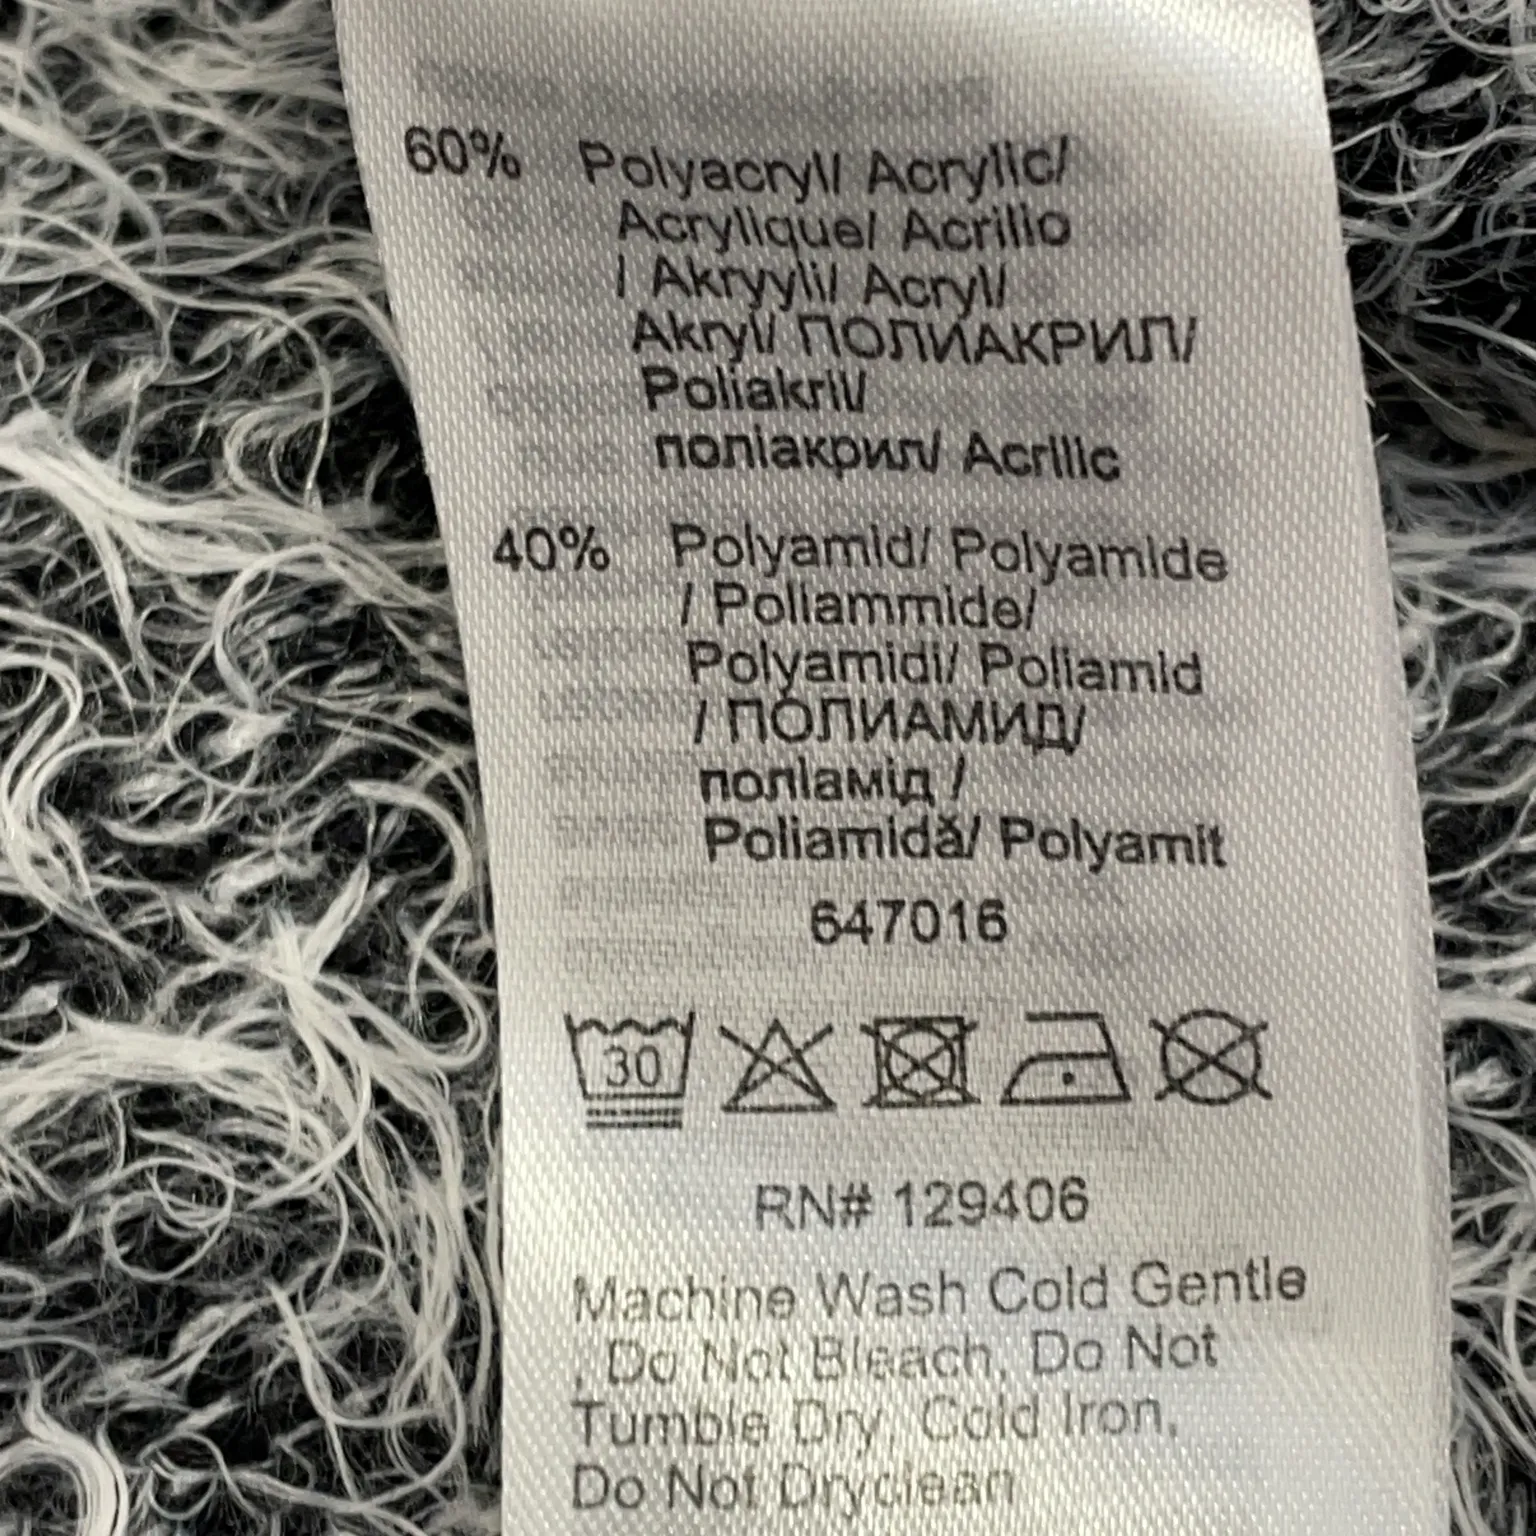 60% Polyacryl/ Acrylic/
Acrylique/ Acrilio
/ Akryyli/ Acryl/
Akryl/ ПОЛИАКРИЛ/
Poliakril/
поліакрил/ Acrilic
40% Polyamid/ Polyamide
/ Poliammide/
Polyamidi/ Poliamid
/ ПОЛИАМИД/
поліамід /
Poliamidă/ Polyamit
647016
30
RN# 129406
Machine Wash Cold Gentle
, Do Not Bleach, Do Not
Tumble Dry, Cold Iron,
Do Not Dryclean